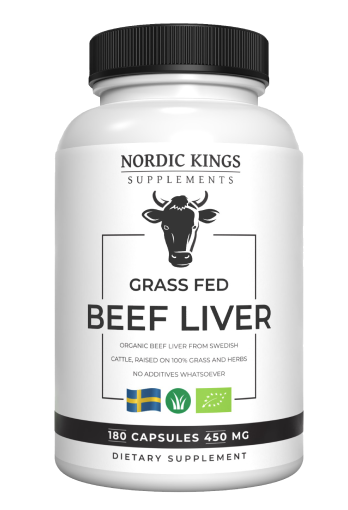 NORDIC KINGS
SUPPLEMENTS
GRASS FED
BEEF LIVER
ORGANIC BEEF LIVER FROM SWEDISH
CATTLE, RAISED ON 100% GRASS AND HERBS
NO ADDITIVES WHATSOEVER
180 CAPSULES 450 MG
DIETARY SUPPLEMENT